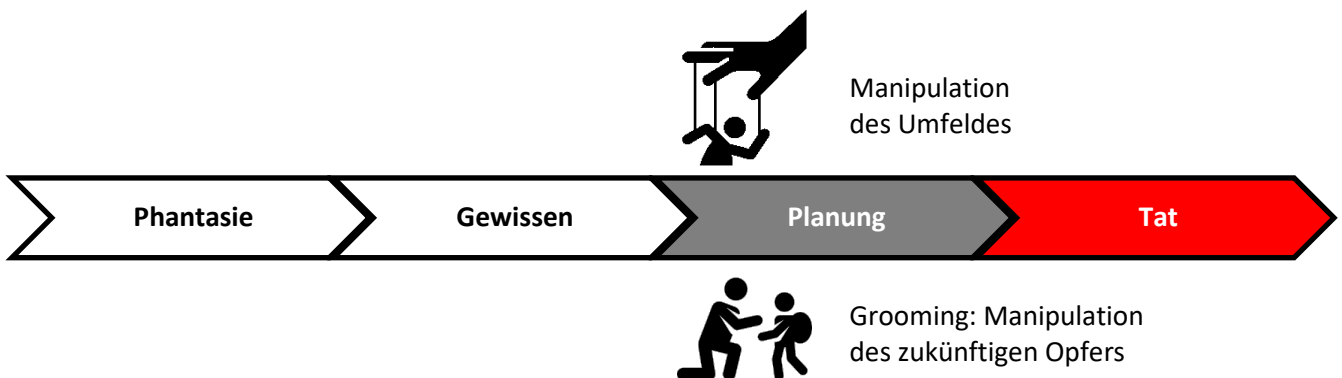 Manipulation
des Umfeldes
Phantasie
Gewissen
Planung
Tat
Grooming: Manipulation
des zukünftigen Opfers